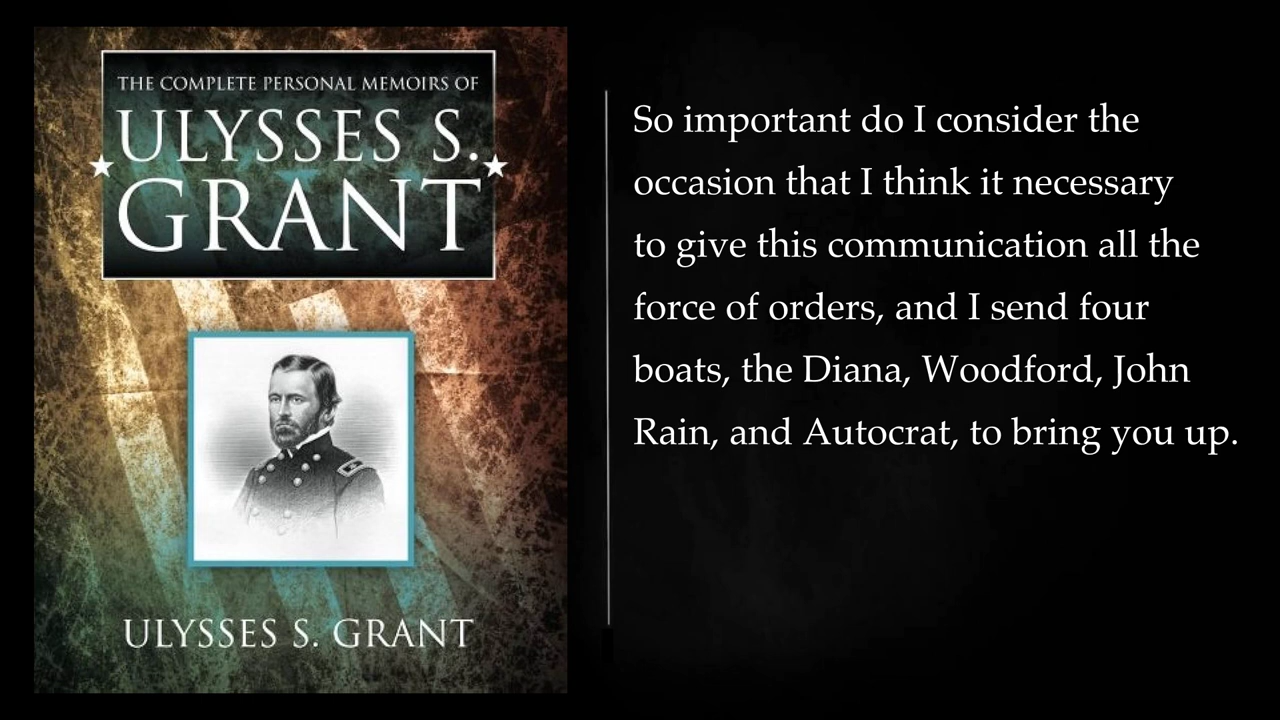 THE COMPLETE PERSONAL MEMOIRS OF
ULYSSES S.
GRANT
ULYSSES S. GRANT
So important do I consider the
occasion that I think it necessary
to give this communication all the
force of orders, and I send four
boats, the Diana, Woodford, John
Rain, and Autocrat, to bring you up.